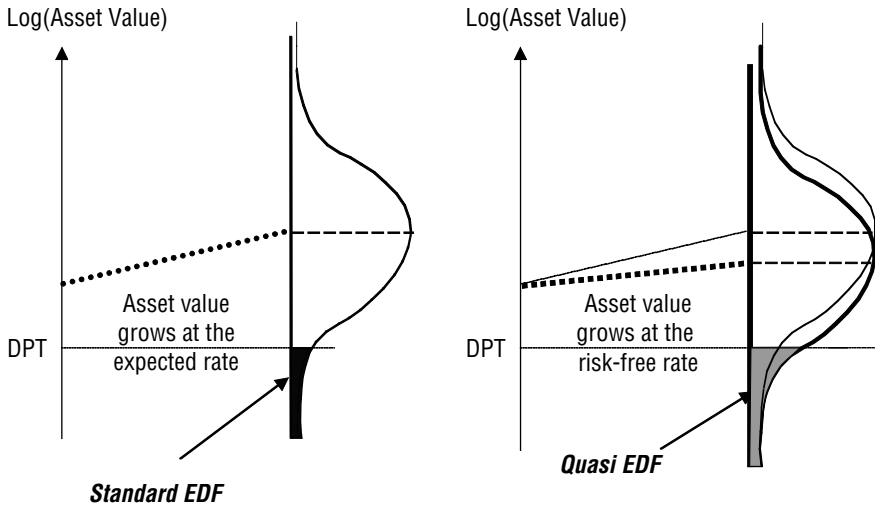 Log(Asset Value)
DPT
Asset value
grows at the
expected rate
Standard EDF
Log(Asset Value)
DPT
Asset value
grows at the
risk-free rate
Quasi EDF